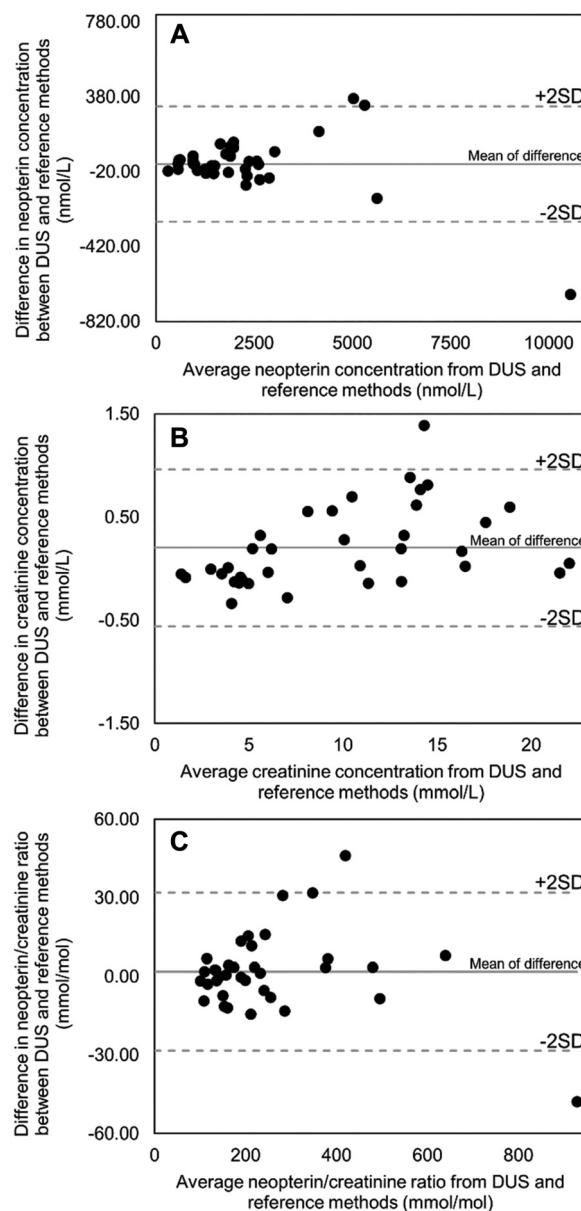 A
Difference in neopterin concentration
between DUS and reference methods
(nmol/L)
780.00
380.00
-20.00
-420.00
-820.00
+2SD
Mean of difference
-2SD
0
2500
5000
7500
10000
Average neopterin concentration from DUS and
reference methods (nmol/L)
B
Difference in creatinine concentration
between DUS and reference methods
(mmol/L)
1.50
0.50
-0.50
-1.50
+2SD
Mean of difference
-2SD
0
5
10
15
20
Average creatinine concentration from DUS and
reference methods (mmol/L)
C
Difference in neopterin/creatinine ratio
between DUS and reference methods
(mmol/mol)
60.00
30.00
0.00
-30.00
-60.00
+2SD
Mean of difference
-2SD
0
200
400
600
800
Average neopterin/creatinine ratio from DUS and
reference methods (mmol/mol)